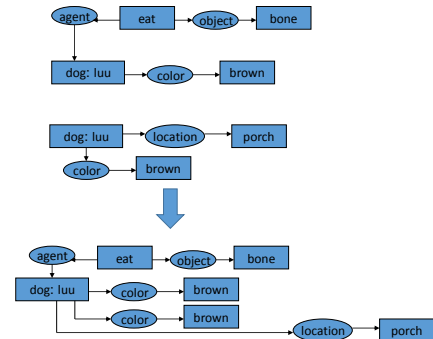 agent eat object bone
dog: luu color brown
dog: luu location porch
color brown
agent eat object bone
dog: luu color brown
color brown
location porch